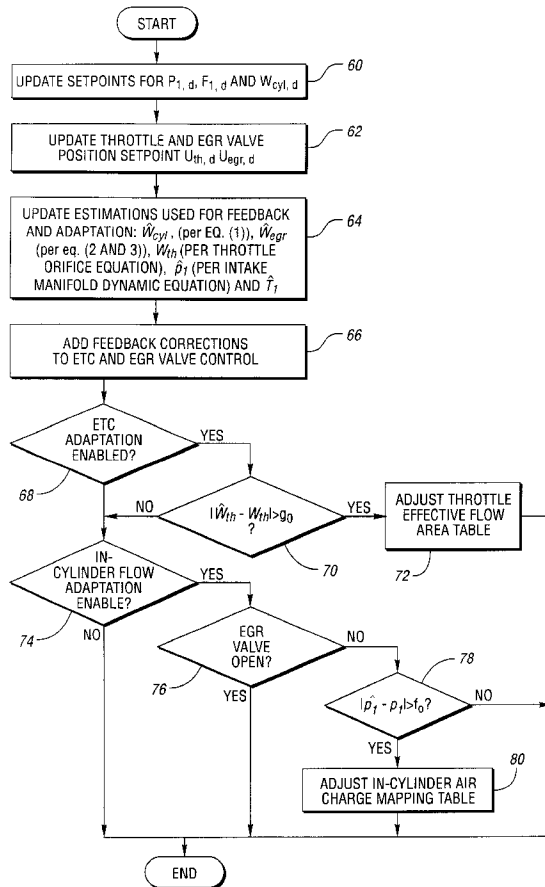 START
UPDATE SETPOINTS FOR P1, d, F1, d AND Wcyl, d
60
UPDATE THROTTLE AND EGR VALVE
POSITION SETPOINT Uth, d Uegr, d
62
UPDATE ESTIMATIONS USED FOR FEEDBACK
AND ADAPTATION: Ŵcyl , (per EQ. (1)), Ŵegr
(per eq. (2 AND 3)), Wth (PER THROTTLE
ORIFICE EQUATION), p̂1 (PER INTAKE
MANIFOLD DYNAMIC EQUATION) AND T̂1
64
ADD FEEDBACK CORRECTIONS
TO ETC AND EGR VALVE CONTROL
66
ETC
ADAPTATION
ENABLED?
YES
68
NO
|Ŵth - Wth|>g0
?
YES
70
ADJUST THROTTLE
EFFECTIVE FLOW
AREA TABLE
72
IN-
CYLINDER FLOW
ADAPTATION
ENABLE?
YES
74
NO
EGR
VALVE
OPEN?
NO
76
YES
78
|p̂1 - p1|>f0?
NO
YES
80
ADJUST IN-CYLINDER AIR
CHARGE MAPPING TABLE
END